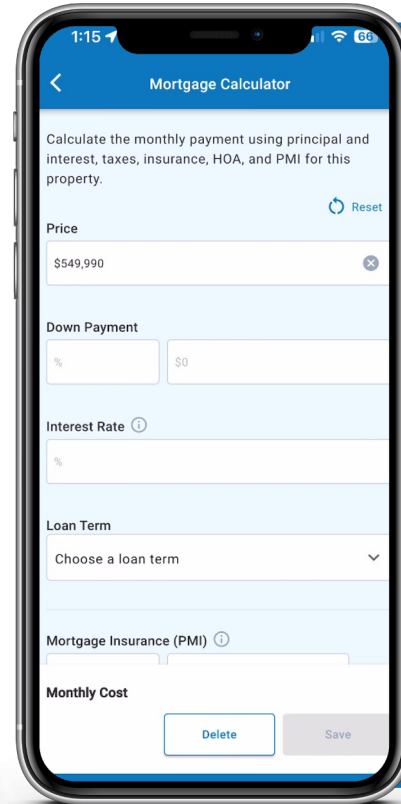 1:15
66
Mortgage Calculator
Calculate the monthly payment using principal and
interest, taxes, insurance, HOA, and PMI for this
property.
Reset
Price
$549,990
Down Payment
%
$0
Interest Rate
%
Loan Term
Choose a loan term
Mortgage Insurance (PMI)
Monthly Cost
Delete
Save